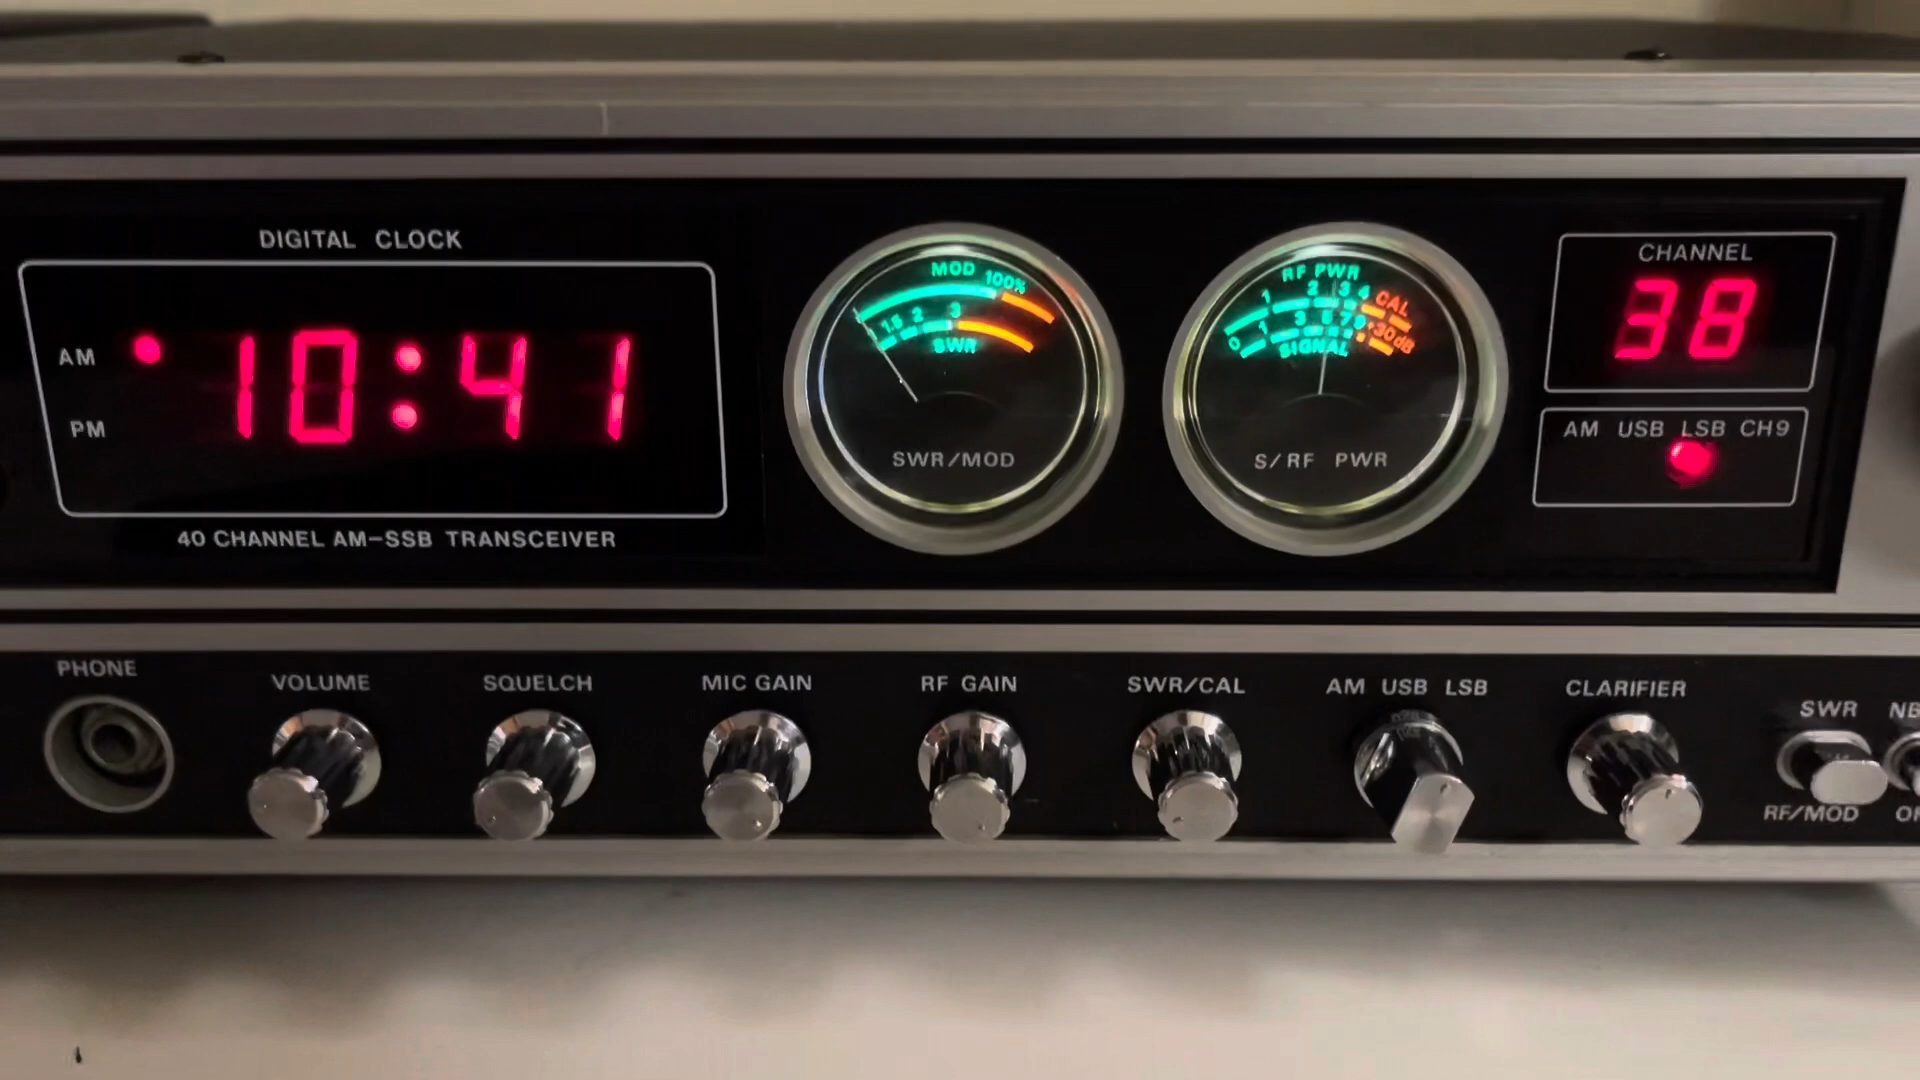 DIGITAL CLOCK
AM
10:41
PM
40 CHANNEL AM-SSB TRANSCEIVER
MOD 100%
1.5 2 3
SWR
SWR/MOD
RF PWR
1 2 3 4 CAL
0 1 3 5 7 9 +30dB
SIGNAL
S/RF PWR
CHANNEL
38
AM USB LSB CH9
PHONE
VOLUME
SQUELCH
MIC GAIN
RF GAIN
SWR/CAL
AM USB LSB
CLARIFIER
SWR
RF/MOD
NB